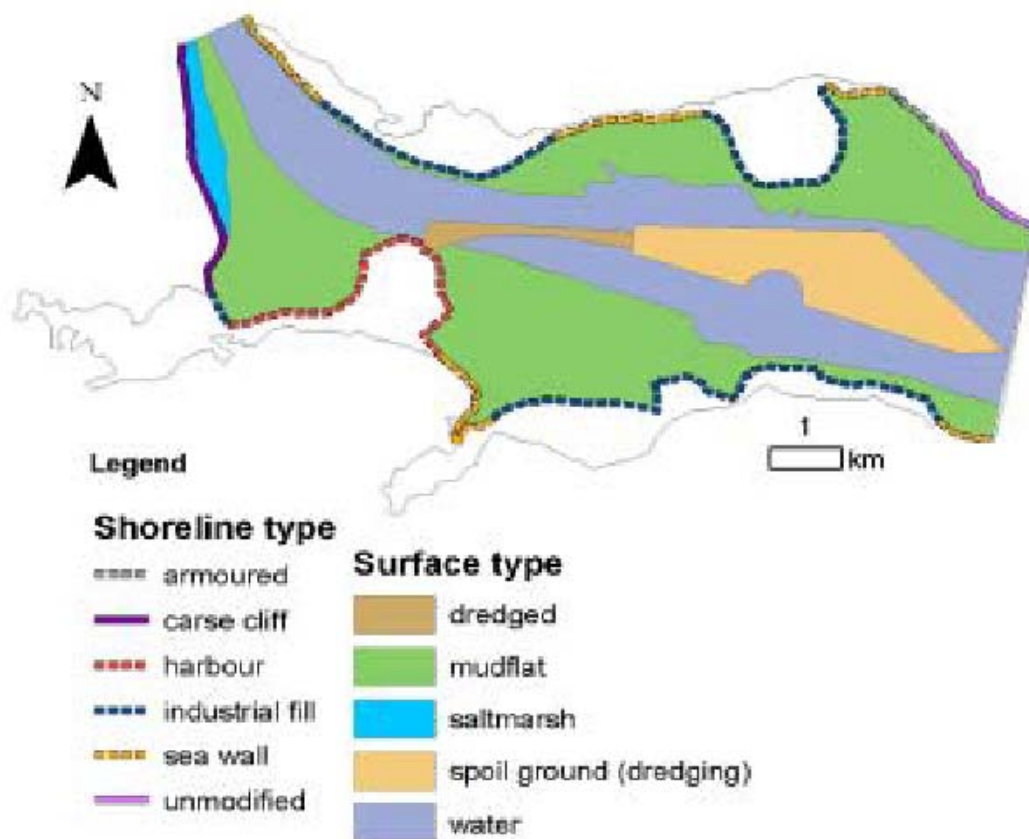 N
1
km
Legend
Shoreline type
armoured
carse cliff
harbour
industrial fill
sea wall
unmodified
Surface type
dredged
mudflat
saltmarsh
spoil ground (dredging)
water